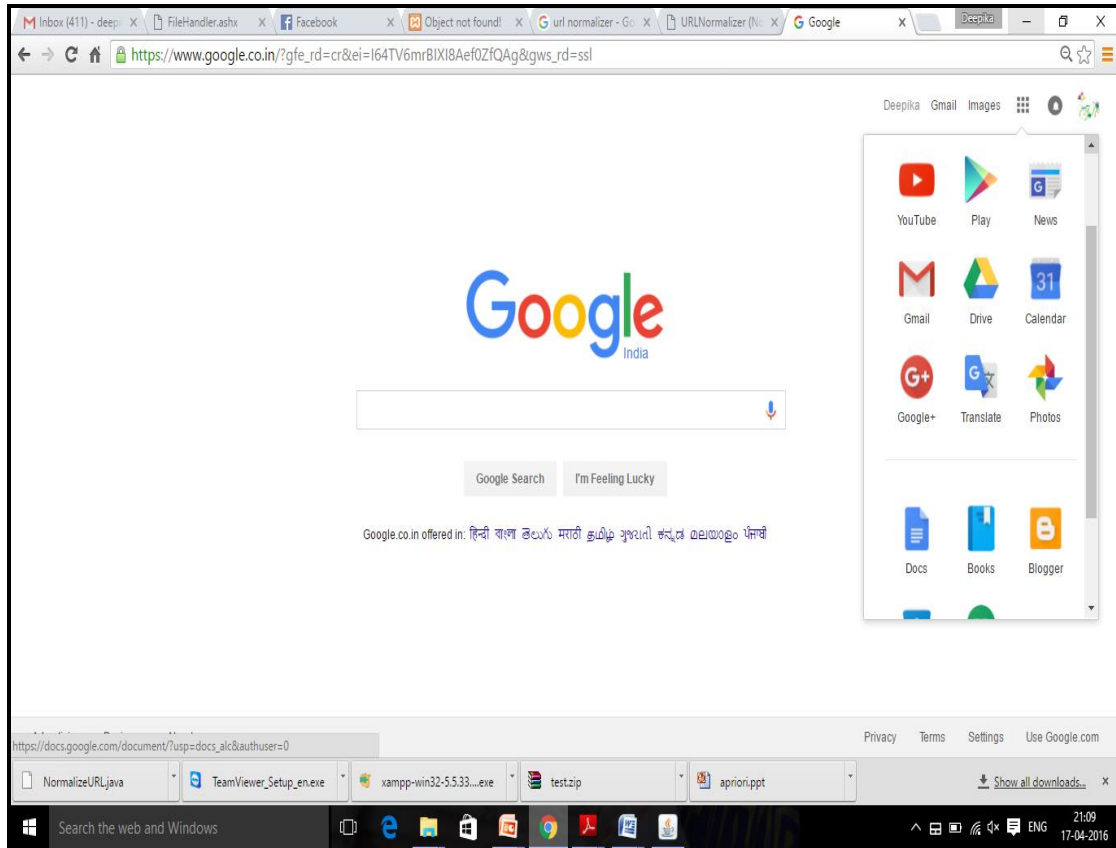 Inbox (411) - deepi
FileHandler.ashx
Facebook
Object not found!
url normalizer - Go
URLNormalizer (No
Google
Deepika
https://www.google.co.in/?gfe_rd=cr&ei=I64TV6mrBIXI8Aef0ZfQAg&gws_rd=ssl
Deepika Gmail Images
YouTube Play News
31
Gmail Drive Calendar
G+
Google+ Translate Photos
Docs Books Blogger
Google
India
Google Search I'm Feeling Lucky
Google.co.in offered in: हिन्दी বাংলা తెలుగు मराठी தமிழ் ગુજરાતી ಕನ್ನಡ മലയാളം ਪੰਜਾਬੀ
https://docs.google.com/document/?usp=docs_alc&authuser=0
Privacy Terms Settings Use Google.com
NormalizeURL.java
TeamViewer_Setup_en.exe
xampp-win32-5.5.33....exe
test.zip
apriori.ppt
Show all downloads...
Search the web and Windows
ENG
21:09
17-04-2016